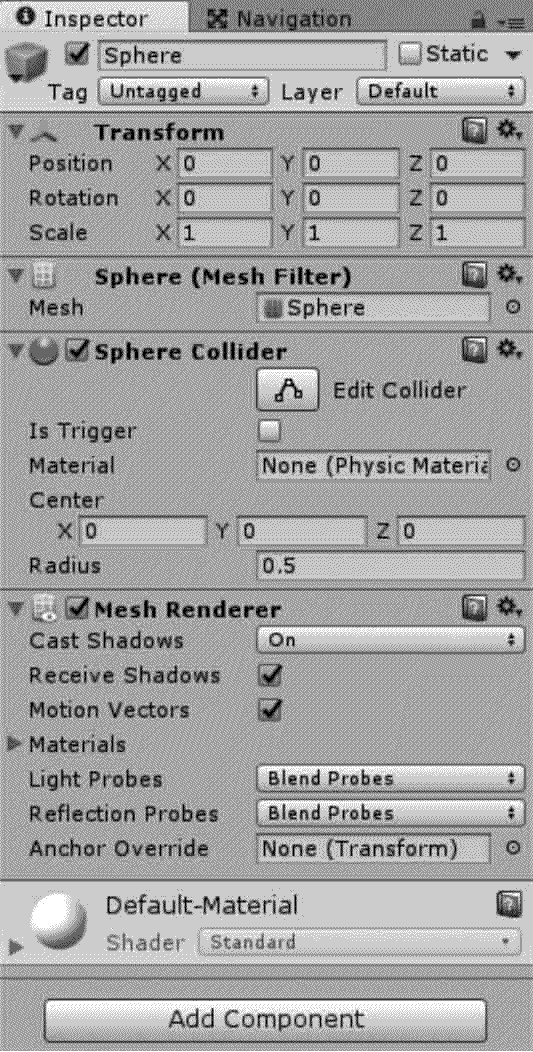 Inspector Navigation
Sphere Static
Tag Untagged Layer Default
Transform
Position X 0 Y 0 Z 0
Rotation X 0 Y 0 Z 0
Scale X 1 Y 1 Z 1
Sphere (Mesh Filter)
Mesh Sphere
Sphere Collider
Edit Collider
Is Trigger
Material None (Physic Materia
Center
X 0 Y 0 Z 0
Radius 0.5
Mesh Renderer
Cast Shadows On
Receive Shadows
Motion Vectors
Materials
Light Probes Blend Probes
Reflection Probes Blend Probes
Anchor Override None (Transform)
Default-Material
Shader Standard
Add Component